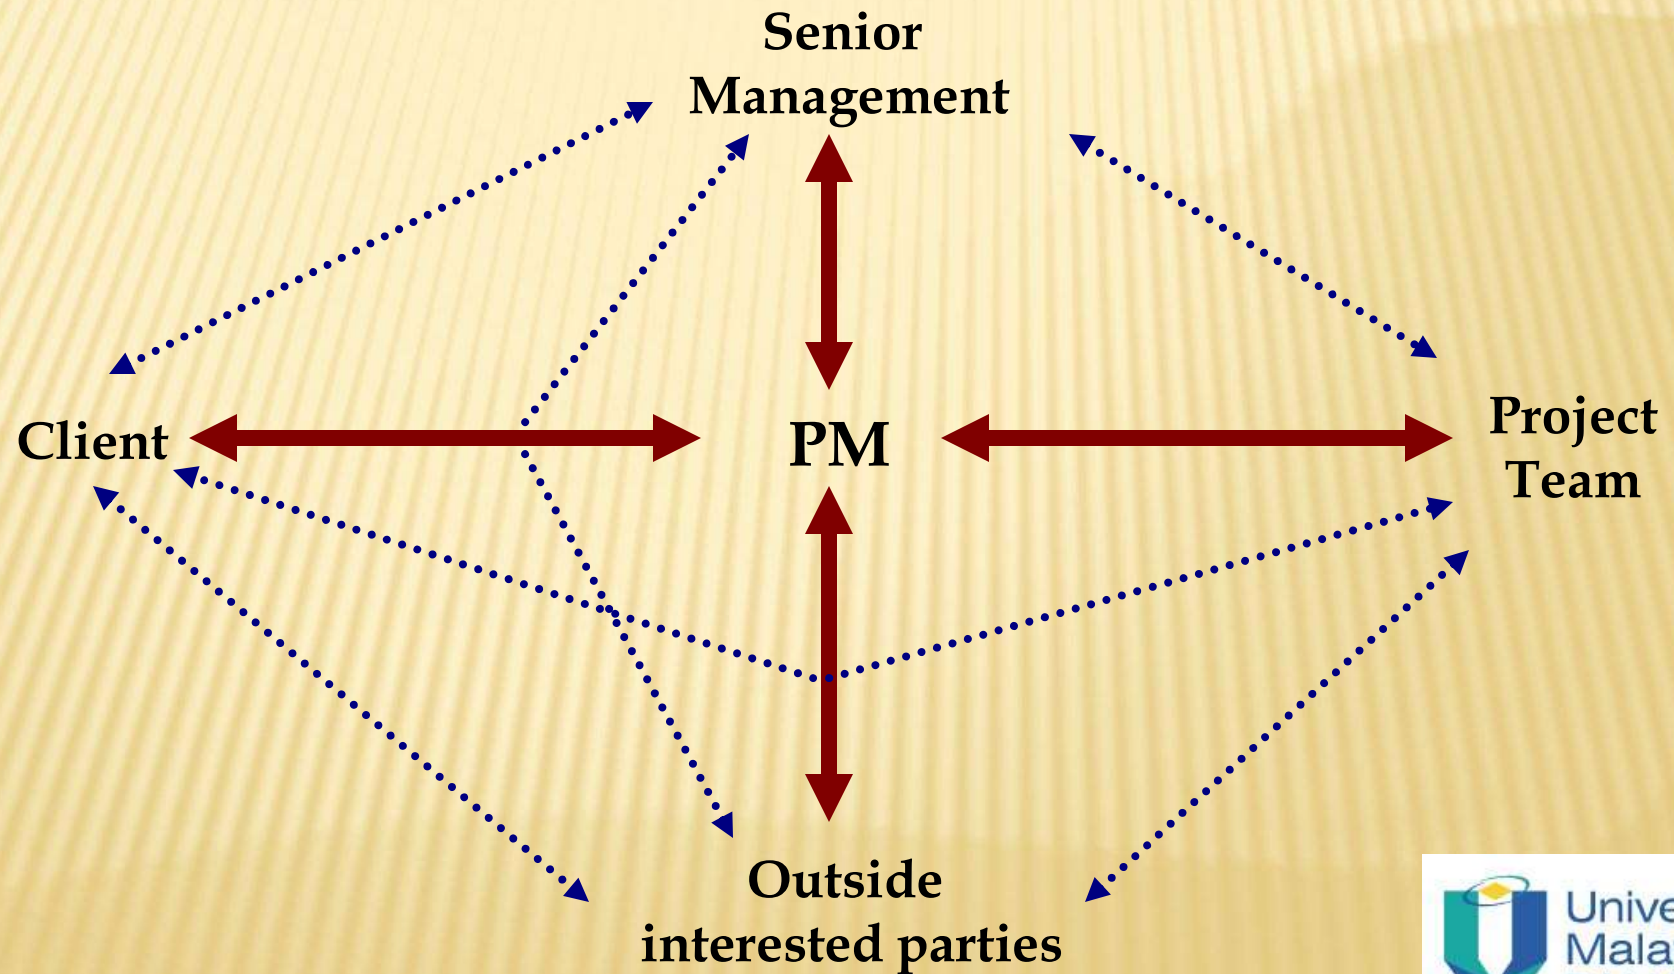 Senior
Management
Client
PM
Project
Team
Outside
interested parties